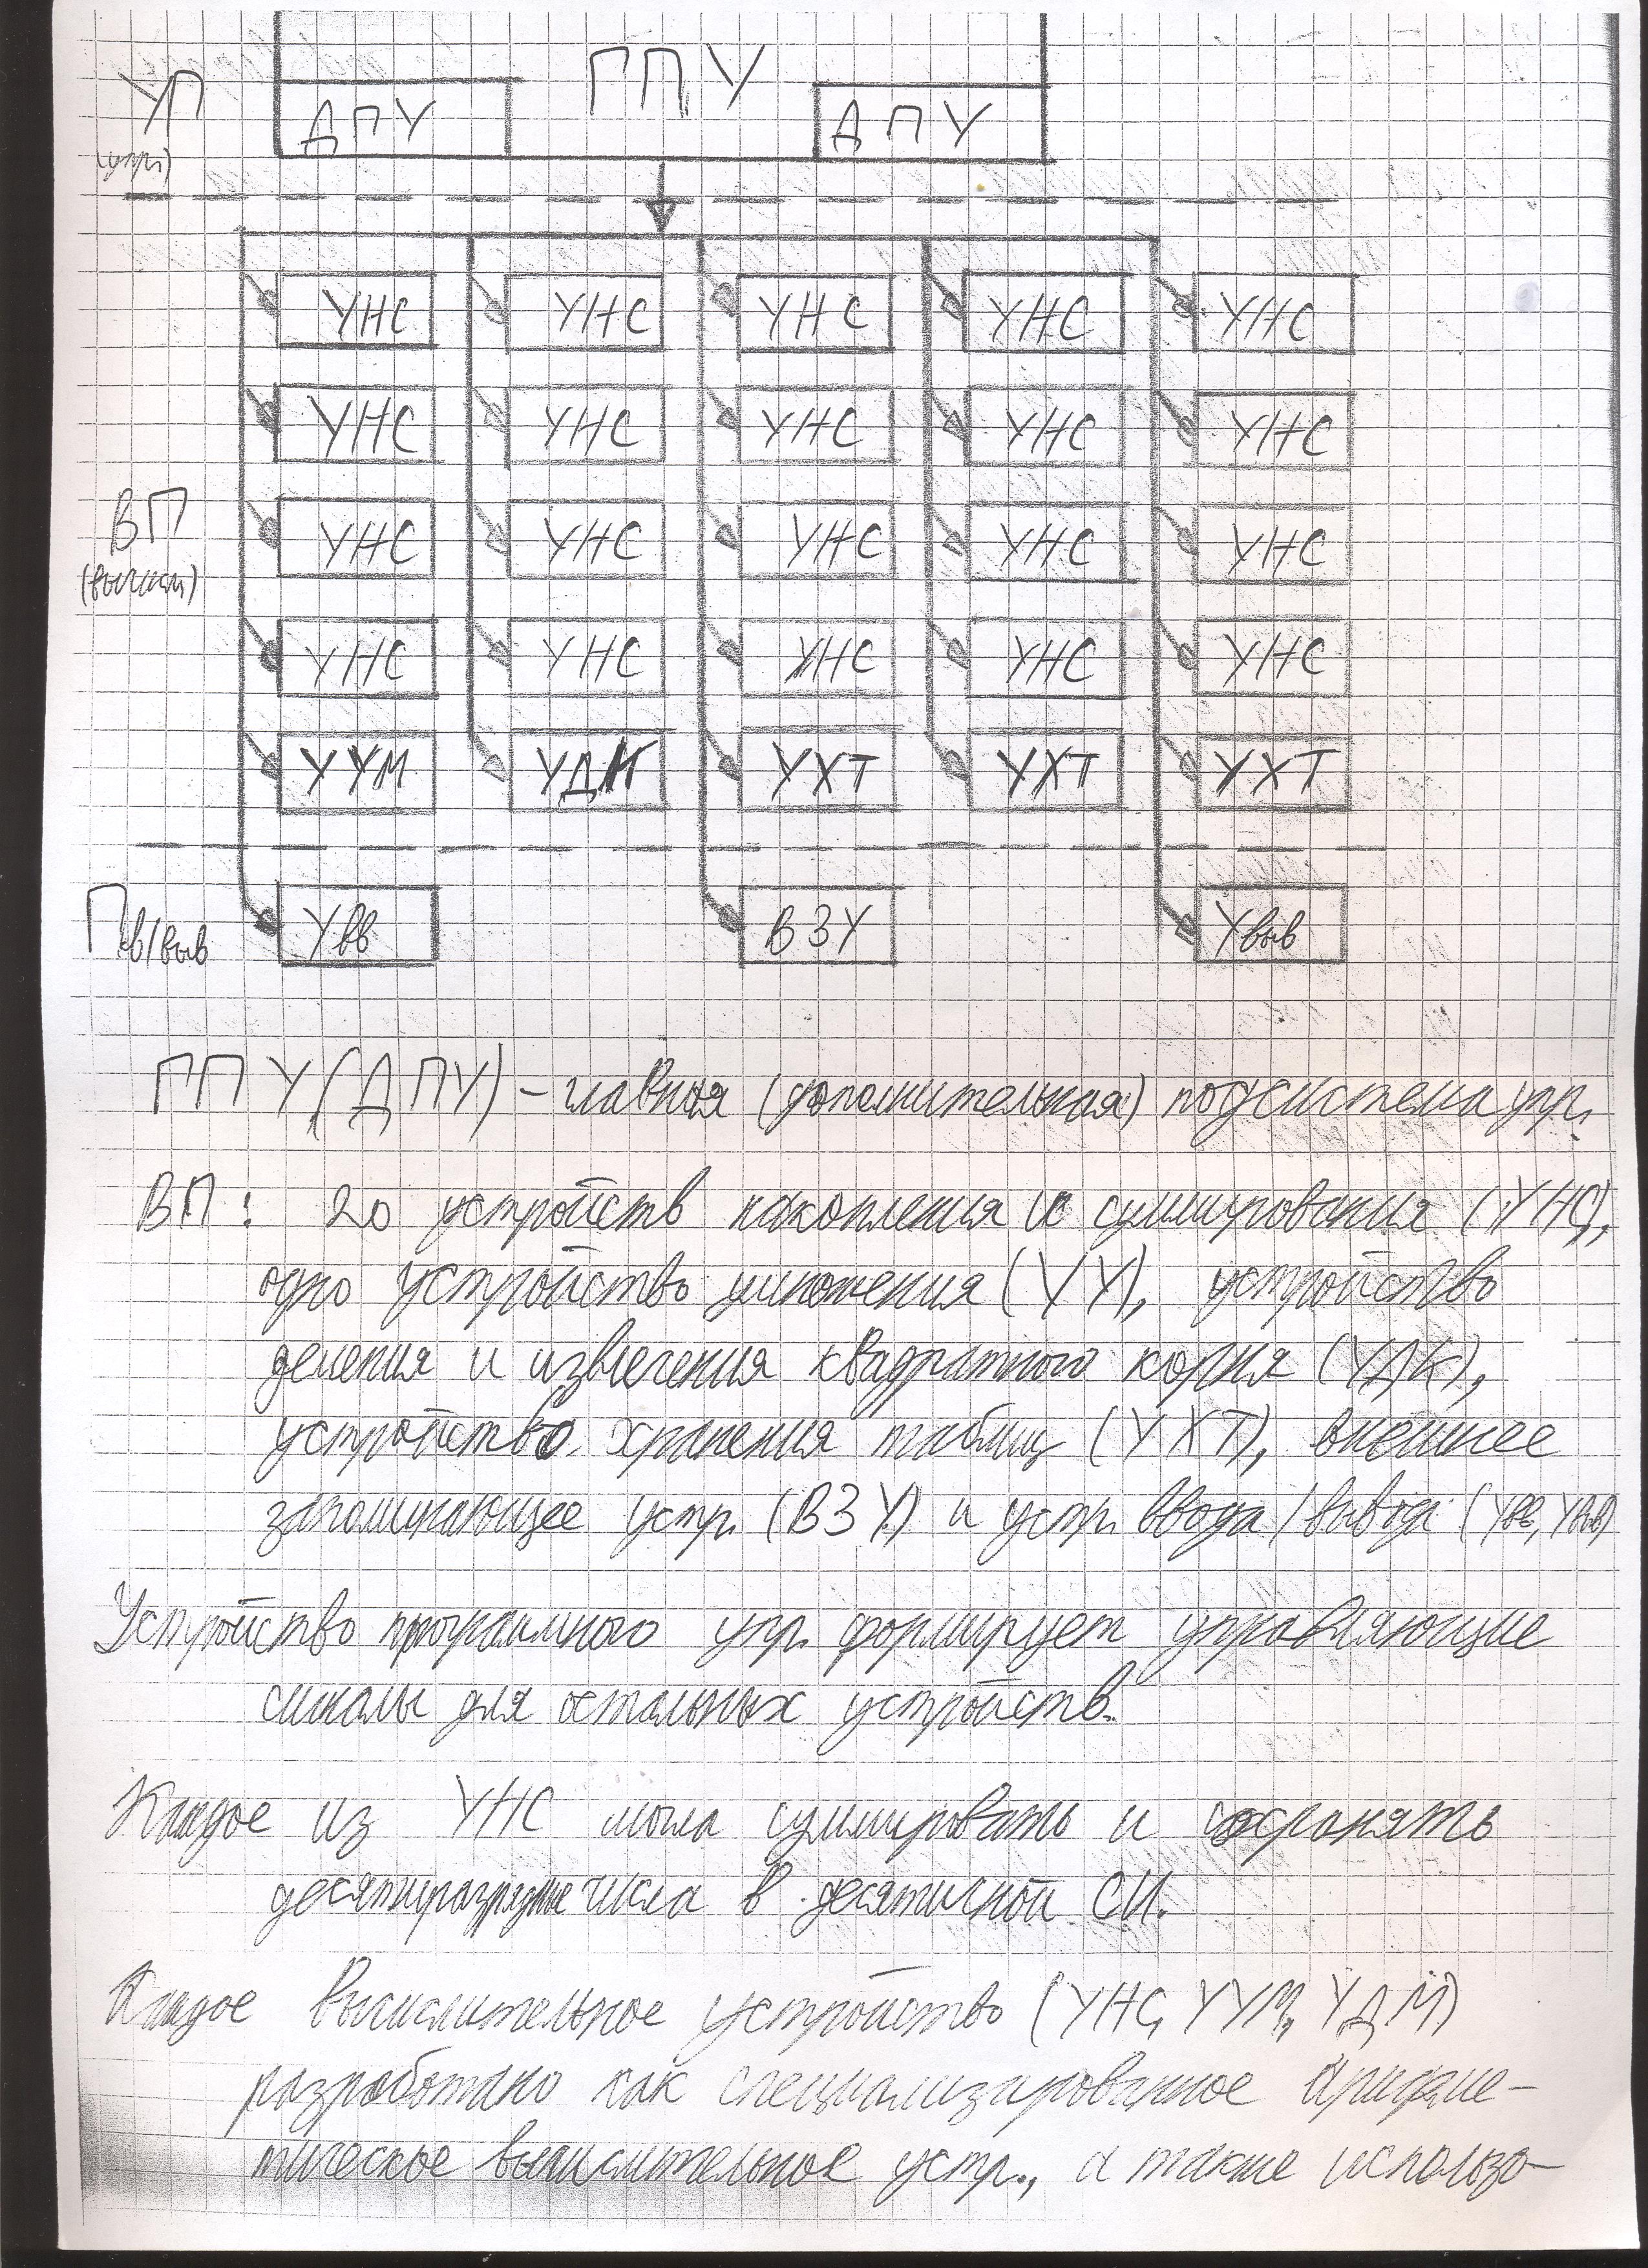 УП
ГПУ
ДПУ
ДПУ
(упр)
УНС УНС УНС УНС УНС
УНС УНС УНС УНС УНС
ВП
УНС УНС УНС УНС УНС
УНС УНС УНС УНС УНС
УУМ УДК УХТ УХТ УХТ
Пв/выв
Увв ВЗУ Увыв
ГПУ(ДПУ) – главная (дополнительная) подсистема упр.
ВП: 20 устройств накопления и суммирования (УНС),
одно устройство умножения (УУ), устройство
деления и извлечения квадратного корня (УДК),
устройство хранения таблиц (УХТ), внешнее
запоминающее устр. (ВЗУ) и устр. ввода/вывода (Увв, Увыв)
Устройство программного упр. формирует управляющие
сигналы для остальных устройств.
Каждое из УНС могла суммировать и сохранять
десятиразрядные числа в десятичной СИ.
Каждое вычислительное устройство (УНС, УУМ, УДМ)
разработано как специализированное арифме-
тическое вычислительное устр., а также использо-